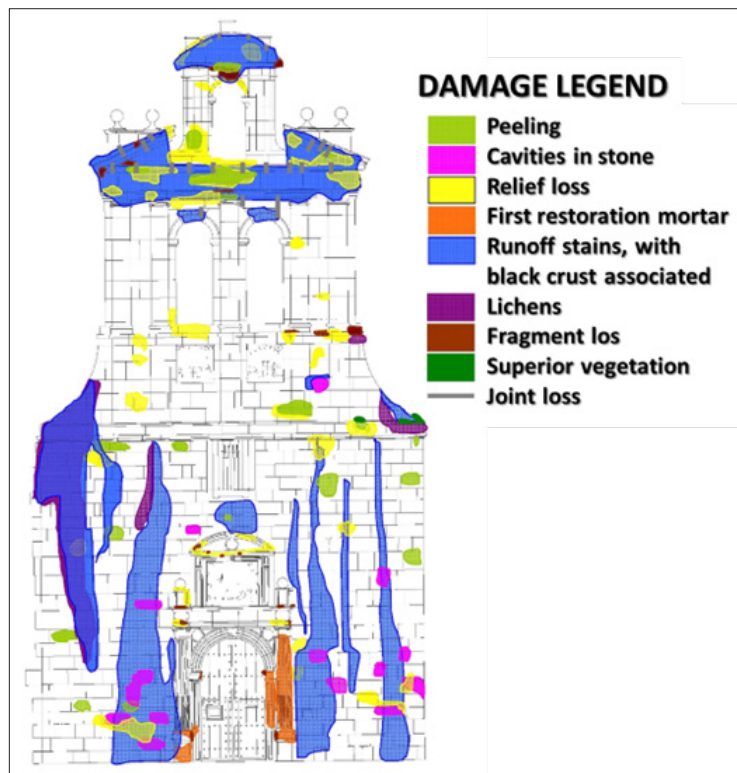 DAMAGE LEGEND
Peeling
Cavities in stone
Relief loss
First restoration mortar
Runoff stains, with
black crust associated
Lichens
Fragment los
Superior vegetation
Joint loss